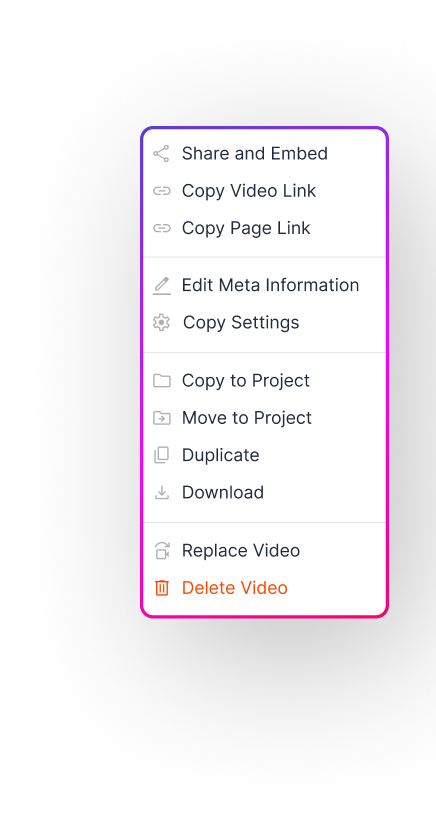 Share and Embed
Copy Video Link
Copy Page Link
Edit Meta Information
Copy Settings
Copy to Project
Move to Project
Duplicate
Download
Replace Video
Delete Video